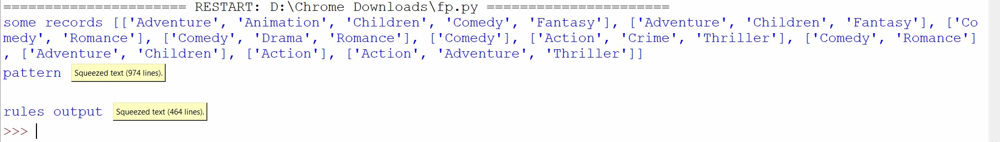 ====================== RESTART: D:\Chrome Downloads\fp.py ======================
some records [['Adventure', 'Animation', 'Children', 'Comedy', 'Fantasy'], ['Adventure', 'Children', 'Fantasy'], ['Co
medy', 'Romance'], ['Comedy', 'Drama', 'Romance'], ['Comedy'], ['Action', 'Crime', 'Thriller'], ['Comedy', 'Romance']
, ['Adventure', 'Children'], ['Action'], ['Action', 'Adventure', 'Thriller']]
pattern Squeezed text (974 lines).
rules output Squeezed text (464 lines).
>>>